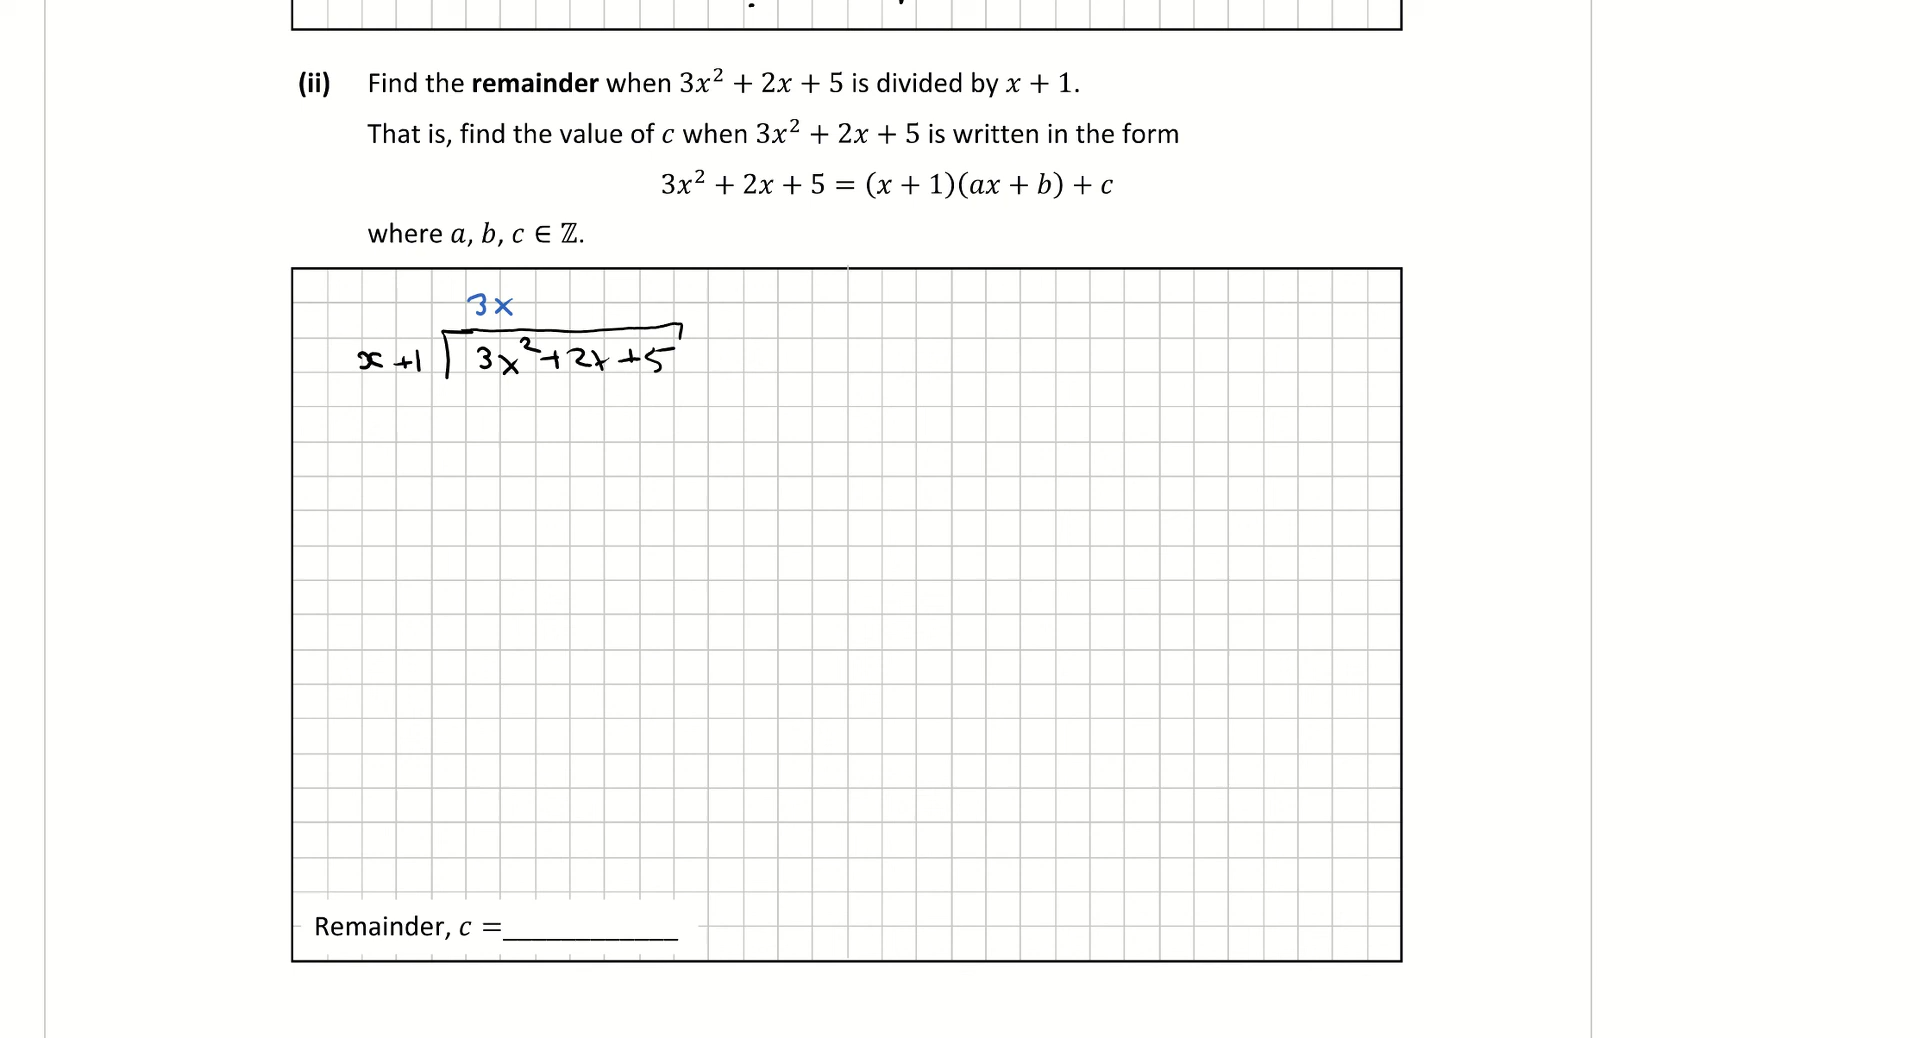 (ii) Find the remainder when 3x² + 2x + 5 is divided by x + 1.
That is, find the value of c when 3x² + 2x + 5 is written in the form
3x² + 2x + 5 = (x + 1)(ax + b) + c
where a, b, c ∈ ℤ.
3x
x +1 3x²+2x+5
Remainder, c =____________